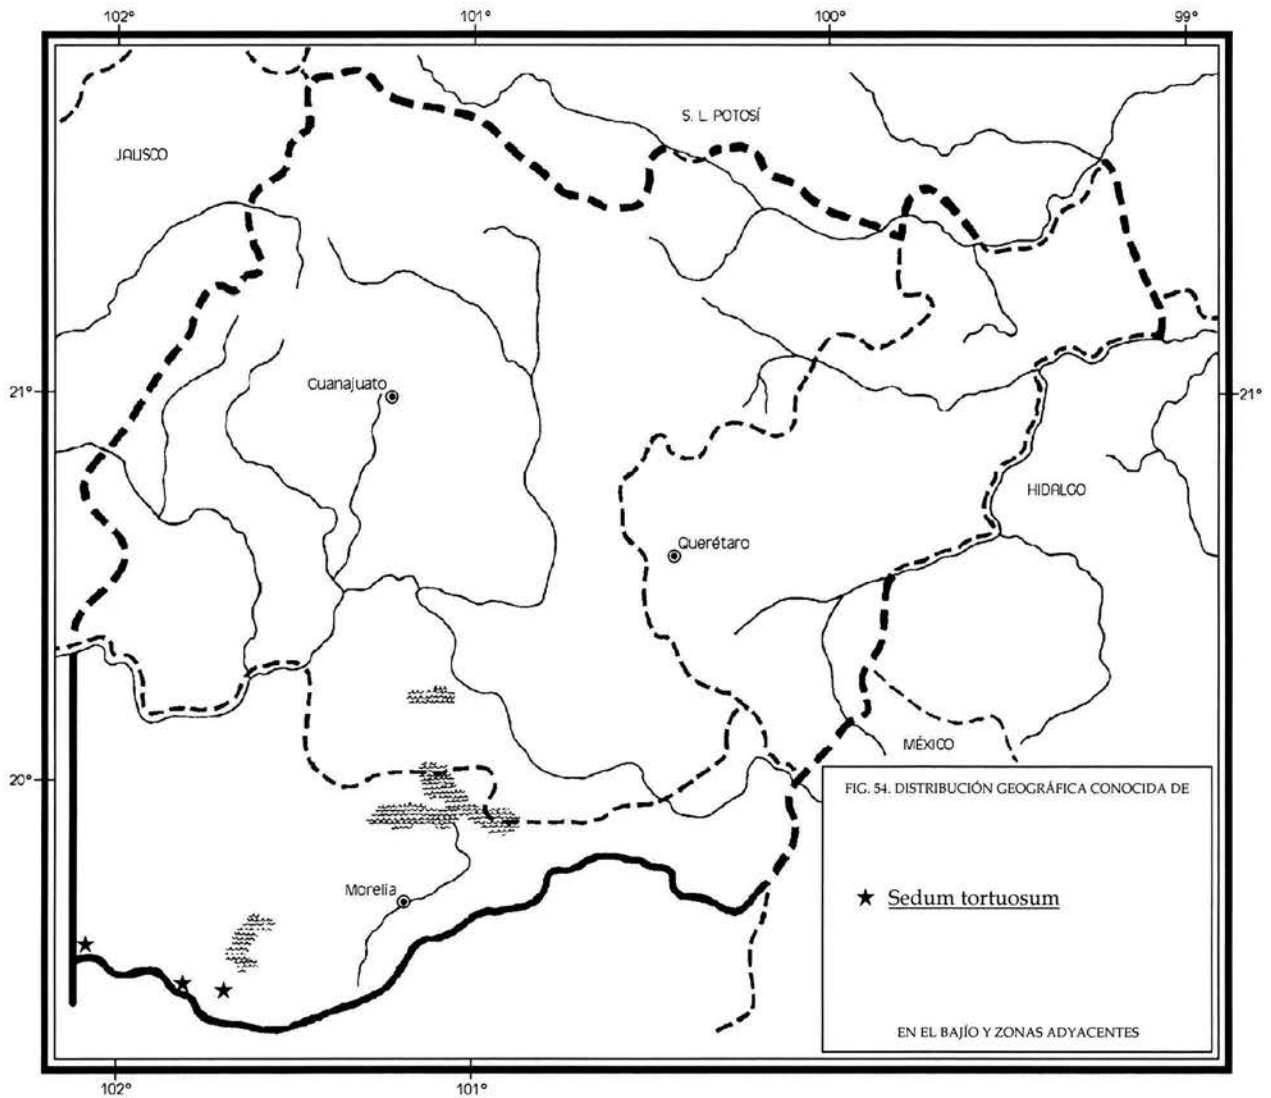 102°
101°
100°
99°
S. L. POTOSÍ
JALISCO
Guanajuato
21°
21°
HIDALGO
Querétaro
MÉXICO
20°
FIG. 54. DISTRIBUCIÓN GEOGRÁFICA CONOCIDA DE
Morelia
Sedum tortuosum
EN EL BAJÍO Y ZONAS ADYACENTES
102°
101°